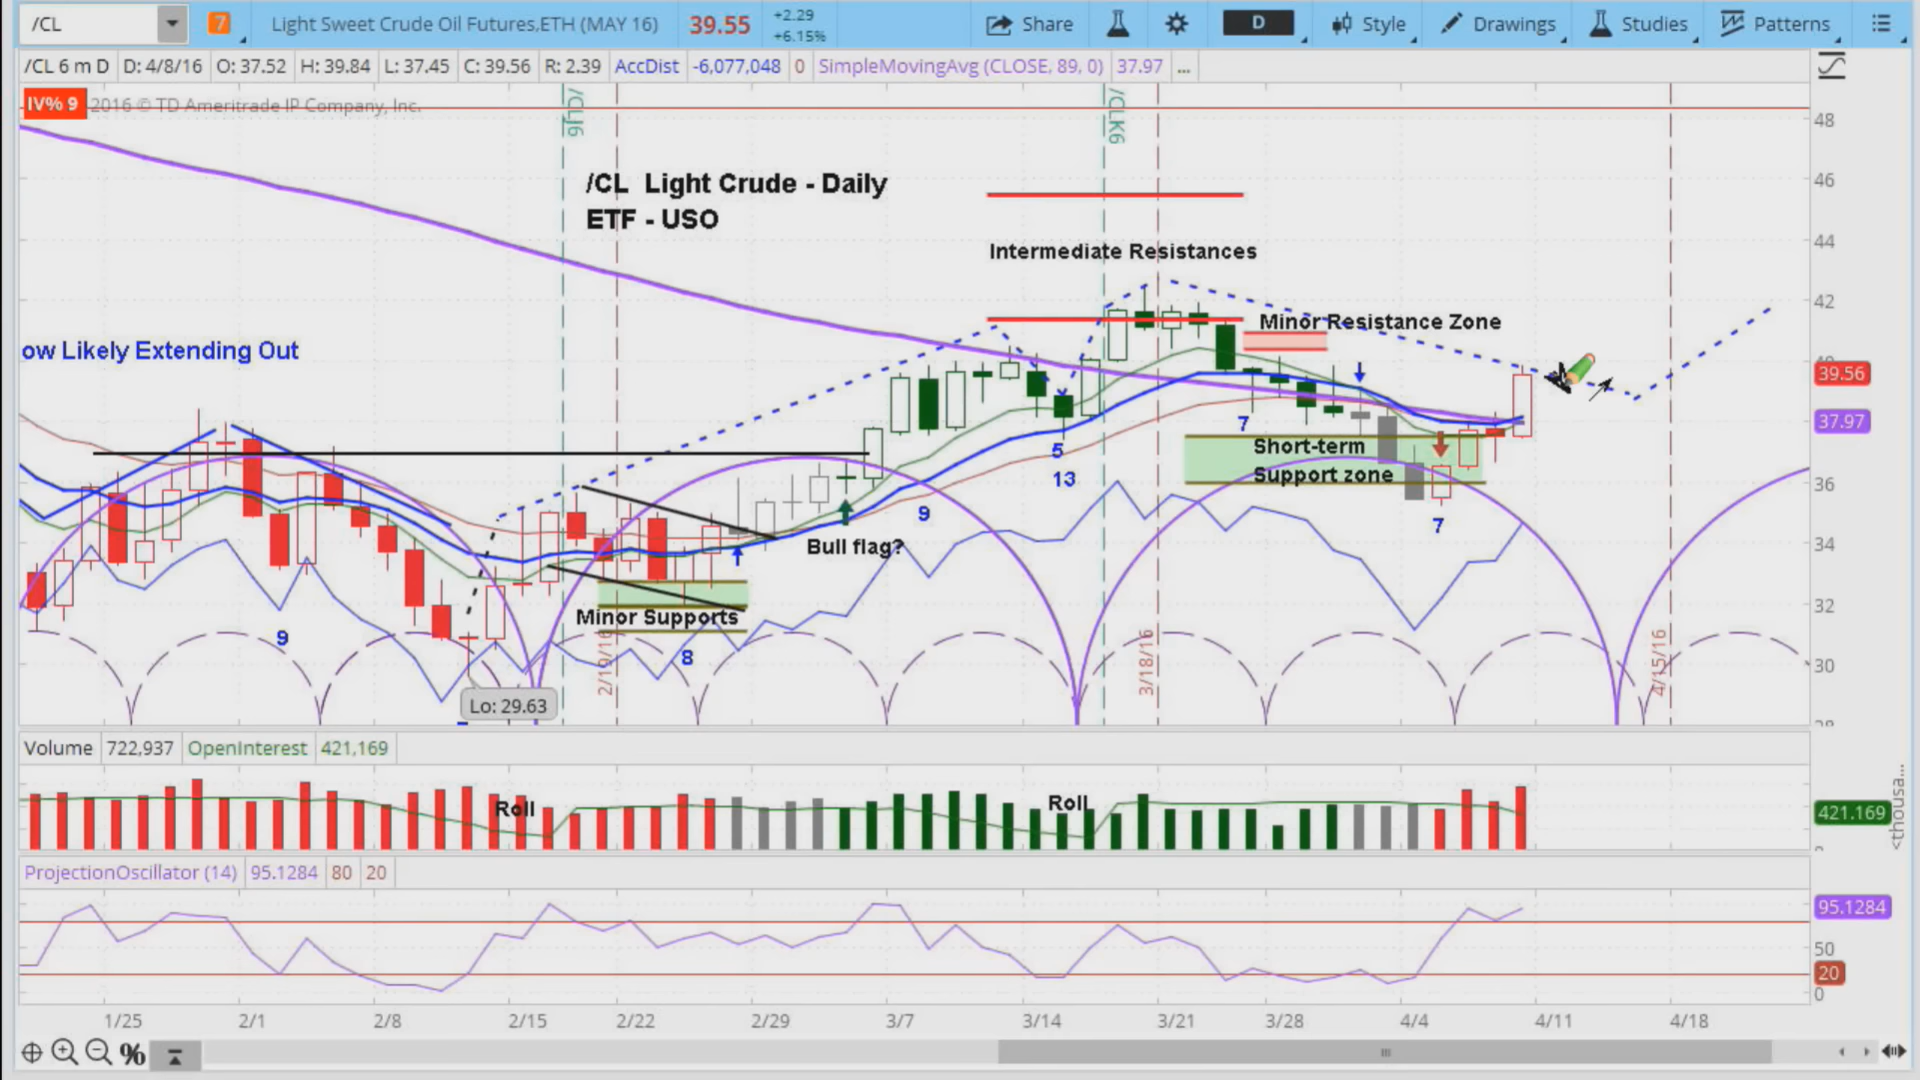 /CL 7 Light Sweet Crude Oil Futures,ETH (MAY 16) 39.55 +2.29 +6.15% Share D Style Drawings Studies Patterns
/CL 6 m D D: 4/8/16 O: 37.52 H: 39.84 L: 37.45 C: 39.56 R: 2.39 AccDist -6,077,048 0 SimpleMovingAvg (CLOSE, 89, 0) 37.97 ...
IV% 9 2016 © TD Ameritrade IP Company, Inc.
/CLJ6
/CLK6
48
/CL Light Crude - Daily
ETF - USO
46
Intermediate Resistances
44
42
Minor Resistance Zone
ow Likely Extending Out
39.56
37.97
7
Short-term
Support zone
5
13
36
9
7
Bull flag?
34
Minor Supports
32
9
8
30
2/19/16
3/18/16
4/15/16
Lo: 29.63
Volume 722,937 OpenInterest 421,169
Roll
Roll
421.169
<thousa...
0
ProjectionOscillator (14) 95.1284 80 20
95.1284
50
20
0
1/25 2/1 2/8 2/15 2/22 2/29 3/7 3/14 3/21 3/28 4/4 4/11 4/18
%